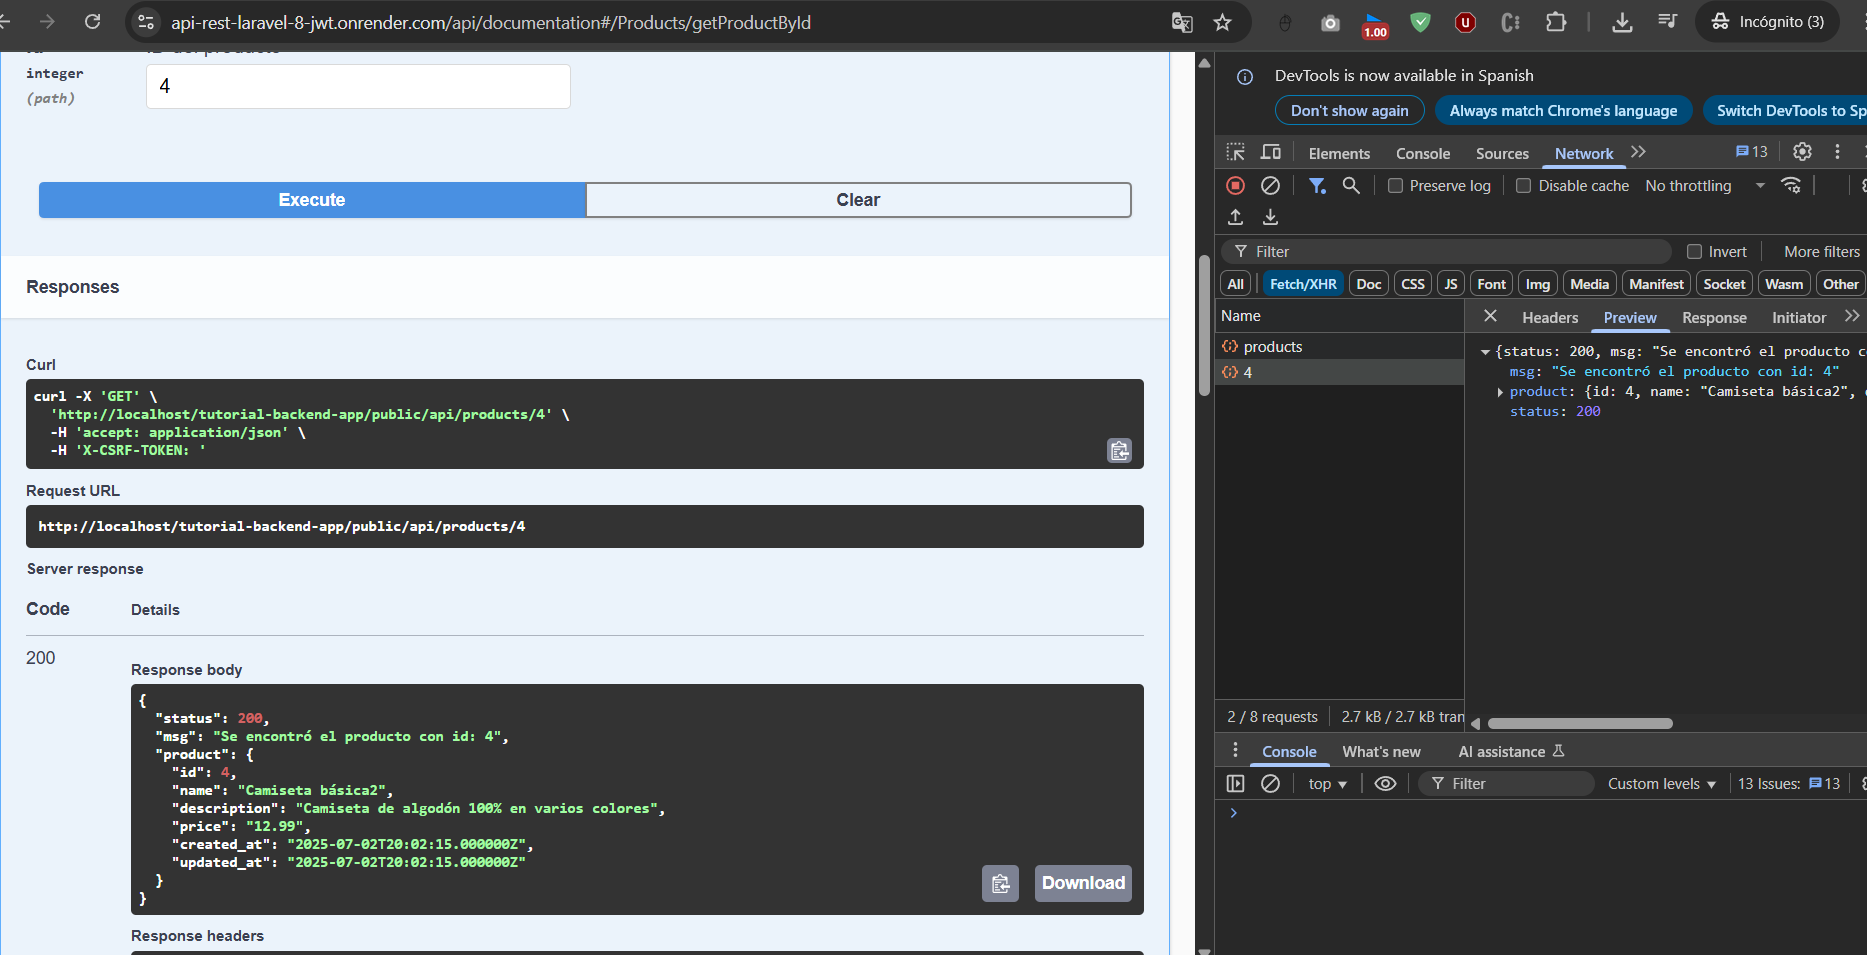 api-rest-laravel-8-jwt.onrender.com/api/documentation#/Products/getProductById
1.00
Incógnito (3)
integer
(path)
4
Execute
Clear
Responses
Curl
curl -X 'GET' \
'http://localhost/tutorial-backend-app/public/api/products/4' \
-H 'accept: application/json' \
-H 'X-CSRF-TOKEN: '
Request URL
http://localhost/tutorial-backend-app/public/api/products/4
Server response
Code Details
200
Response body
{
"status": 200,
"msg": "Se encontró el producto con id: 4",
"product": {
"id": 4,
"name": "Camiseta básica2",
"description": "Camiseta de algodón 100% en varios colores",
"price": "12.99",
"created_at": "2025-07-02T20:02:15.000000Z",
"updated_at": "2025-07-02T20:02:15.000000Z"
}
}
Download
Response headers
DevTools is now available in Spanish
Don't show again Always match Chrome's language Switch DevTools to Sp
Elements Console Sources Network 13
Preserve log Disable cache No throttling
Filter Invert More filters
All Fetch/XHR Doc CSS JS Font Img Media Manifest Socket Wasm Other
Name
products
4
Headers Preview Response Initiator
{status: 200, msg: "Se encontró el producto c
msg: "Se encontró el producto con id: 4"
product: {id: 4, name: "Camiseta básica2",
status: 200
2 / 8 requests 2.7 kB / 2.7 kB tran
Console What's new AI assistance
top Filter Custom levels 13 Issues: 13